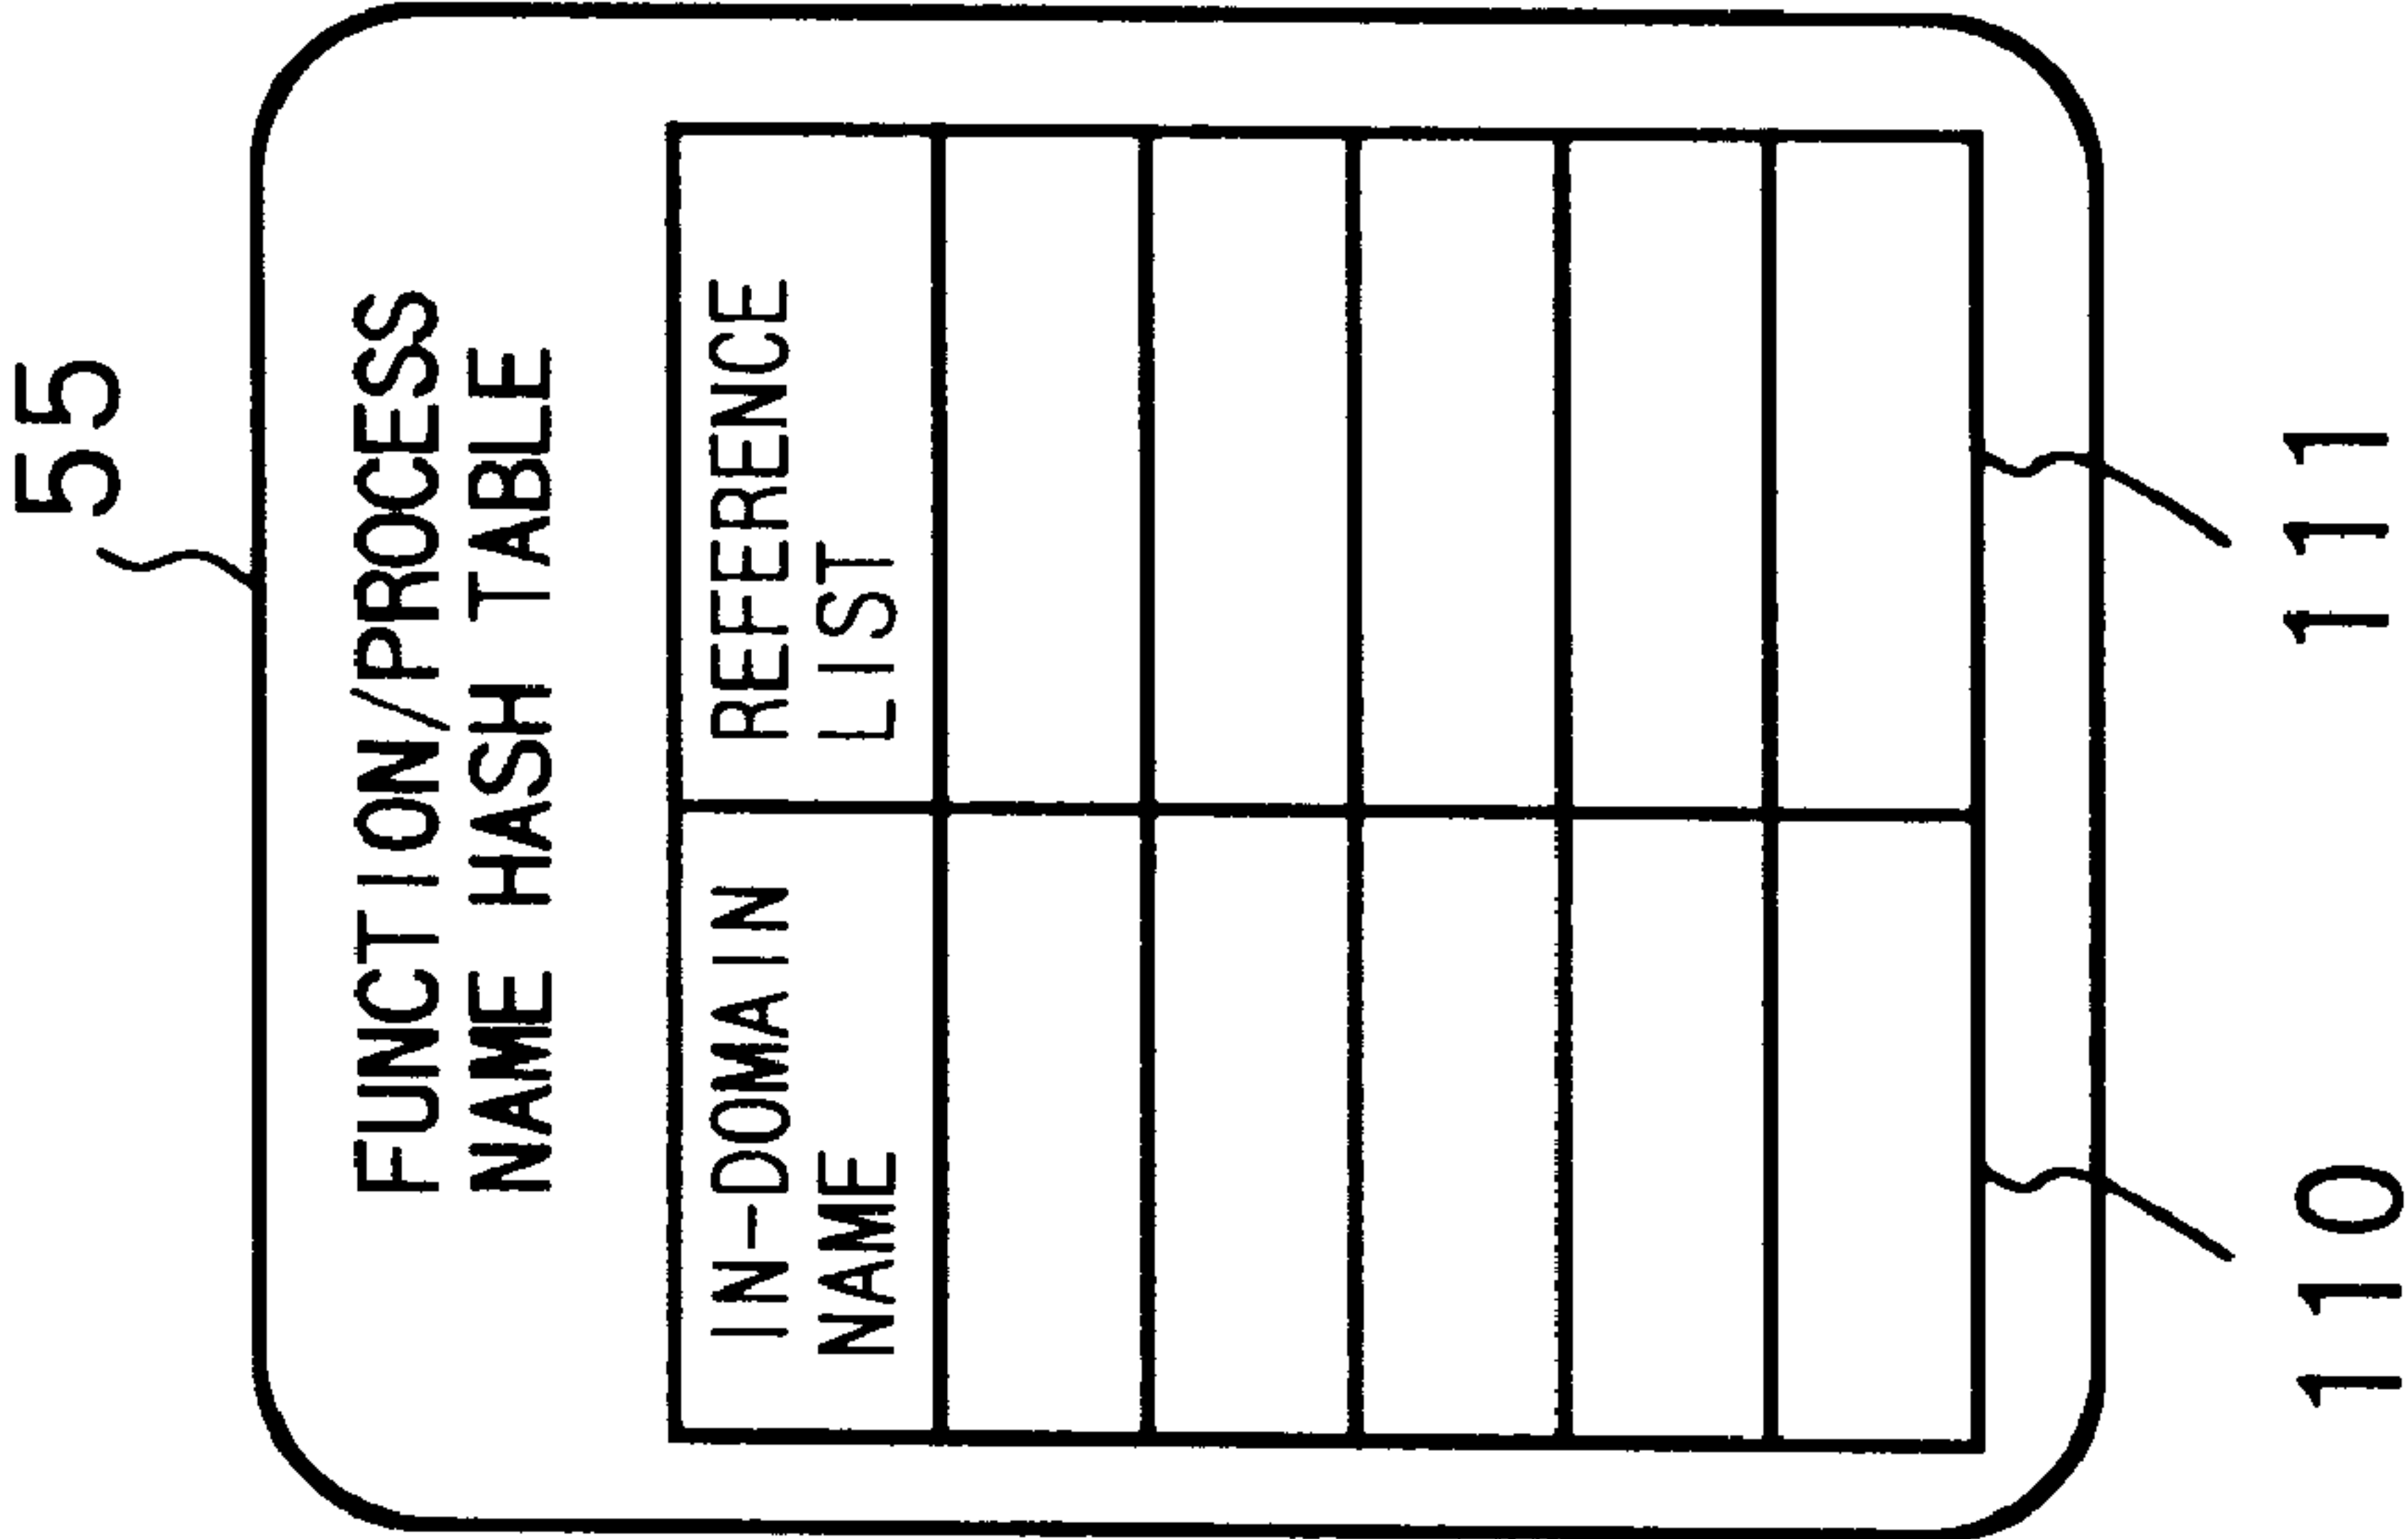 55
FUNCTION/PROCESS
NAME HASH TABLE
IN-DOMAIN
NAME
REFERENCE
LIST
110
111